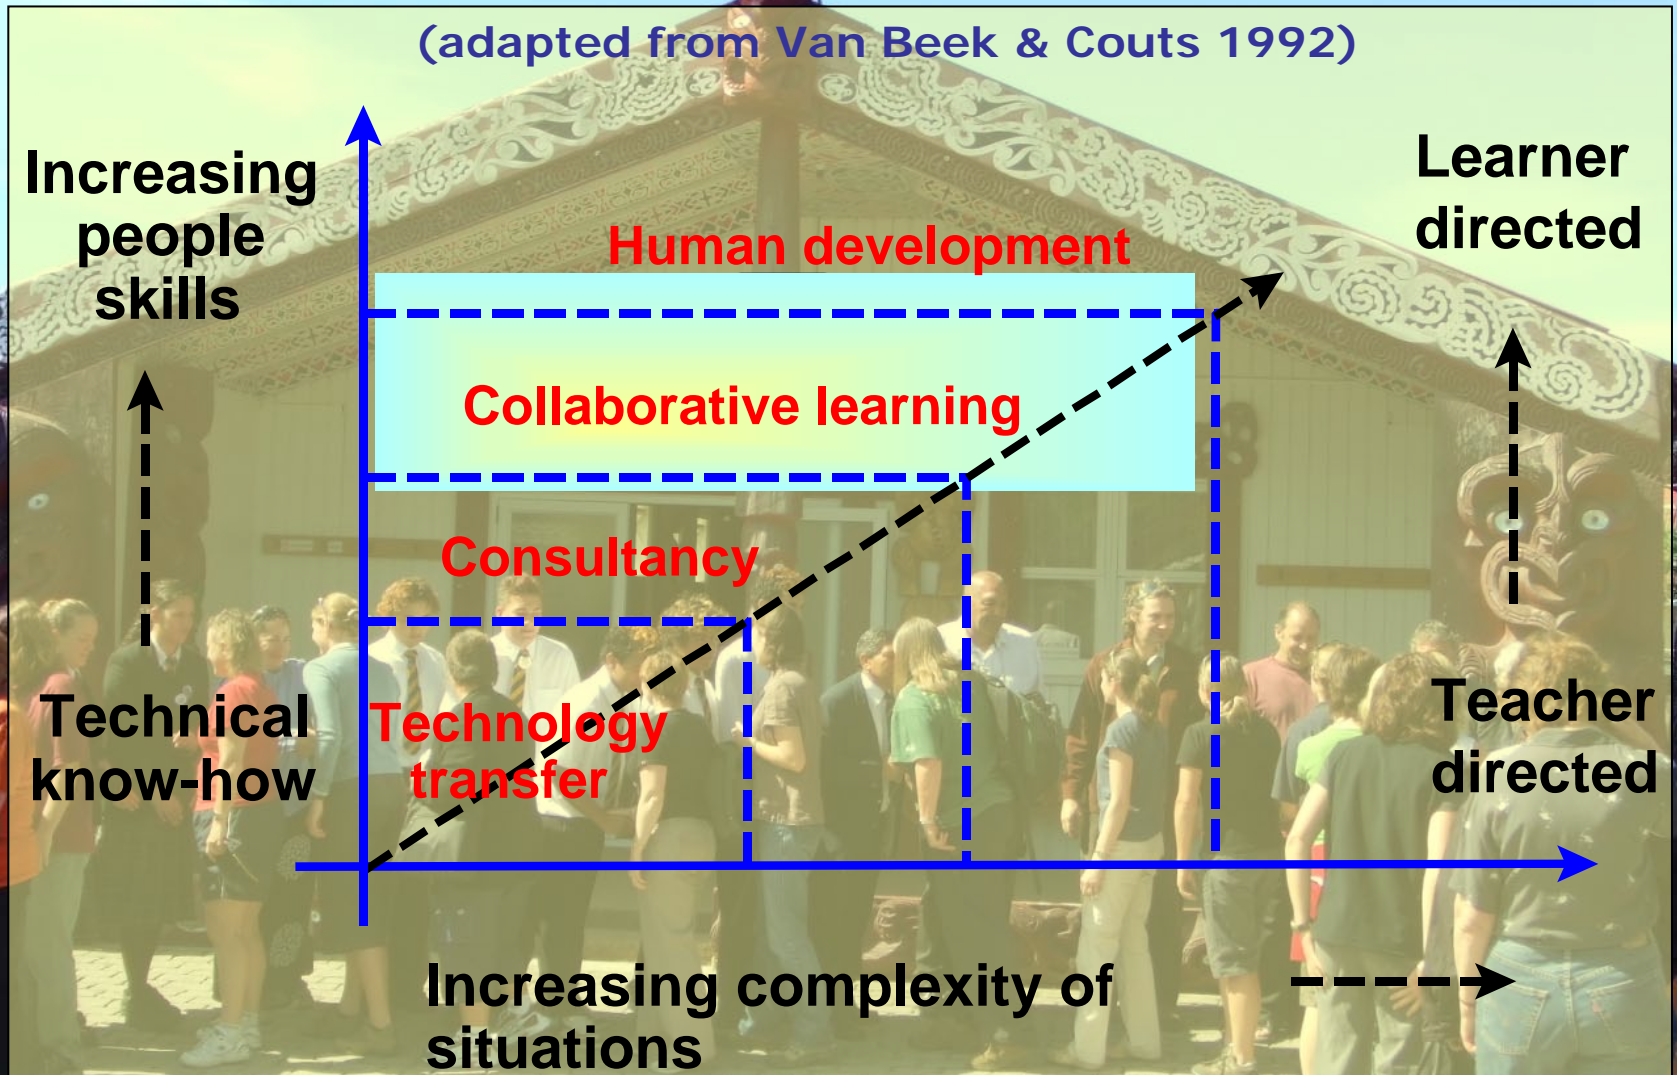 (adapted from Van Beek & Couts 1992)
Increasing
people
skills
Learner
directed
Human development
Collaborative learning
Consultancy
Technical
know-how
Technology
transfer
Teacher
directed
Increasing complexity of
situations